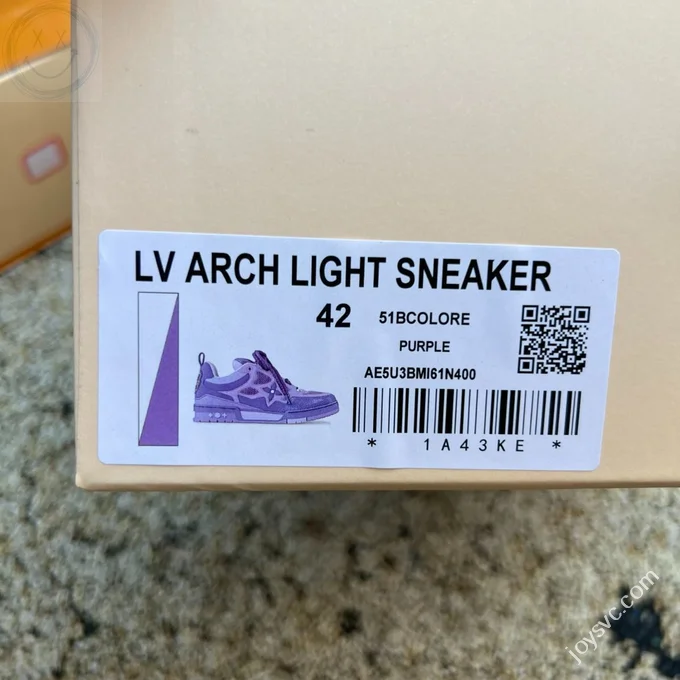 LV ARCH LIGHT SNEAKER
42 51BCOLORE
PURPLE
AE5U3BMI61N400
* 1A43KE *
joysvc.com